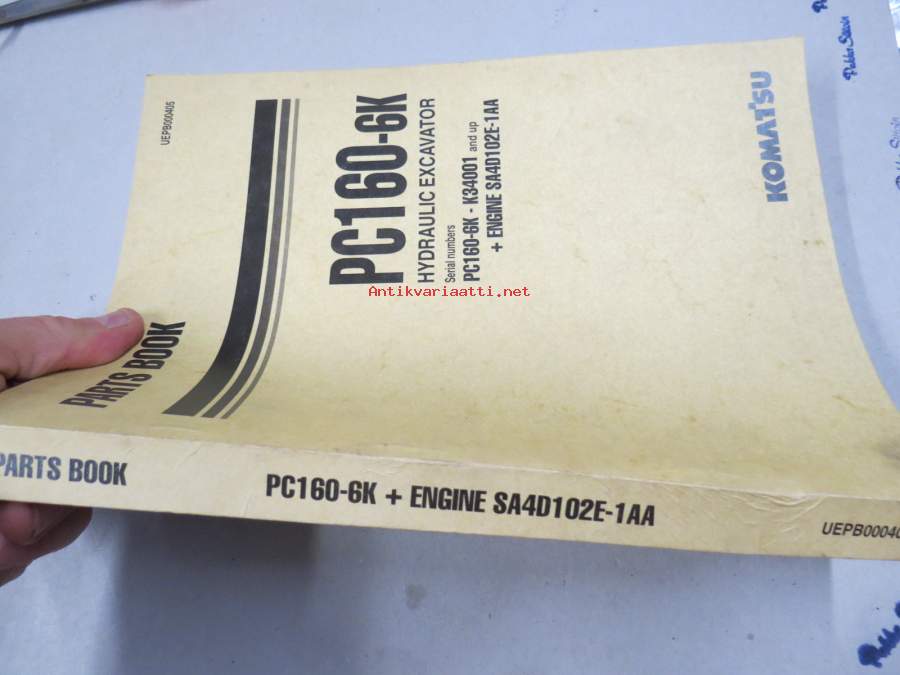 UEPB000405
PC160-6K
HYDRAULIC EXCAVATOR
Serial numbers
PC160-6K - K34001 and up
+ ENGINE SA4D102E-1AA
KOMATSU
PARTS BOOK
Antikvariaatti.net
PARTS BOOK PC160-6K + ENGINE SA4D102E-1AA UEPB00040